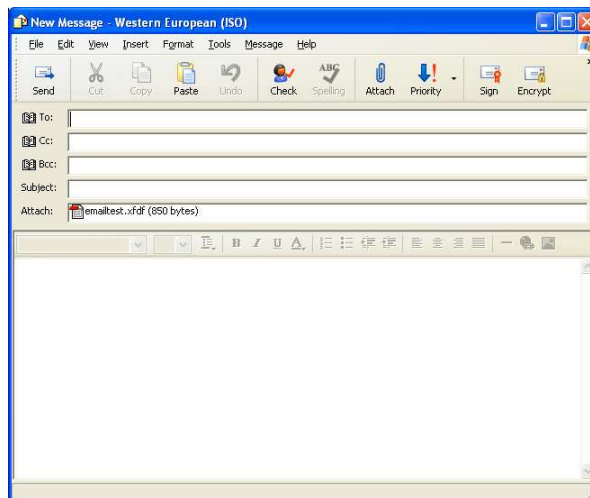 New Message - Western European (ISO)
File Edit View Insert Format Tools Message Help
ABC
Send Cut Copy Paste Undo Check Spelling Attach Priority Sign Encrypt
To:
Cc:
Bcc:
Subject:
Attach: emailtest.xfdf (850 bytes)
B I U A